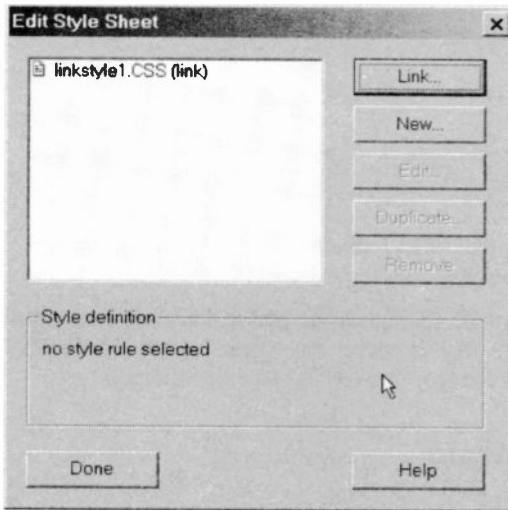 Edit Style Sheet
linkstyle1.CSS (link)
Link...
New...
Edit...
Duplicate...
Remove
Style definition
no style rule selected
Done
Help